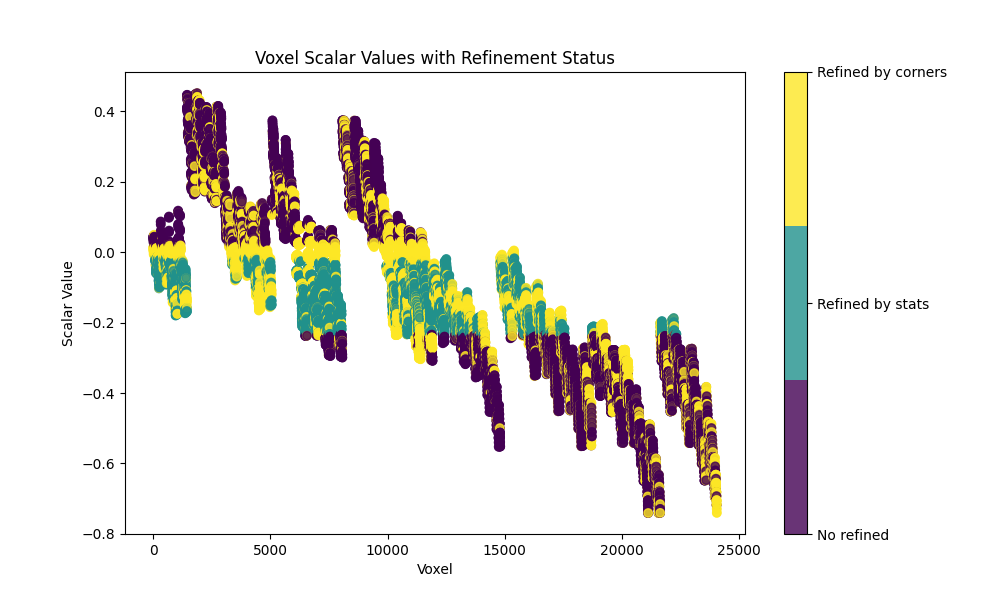 Voxel Scalar Values with Refinement Status
Scalar Value
0.4
0.2
0.0
−0.2
−0.4
−0.6
−0.8
0
5000
10000
15000
20000
25000
Voxel
Refined by corners
Refined by stats
No refined